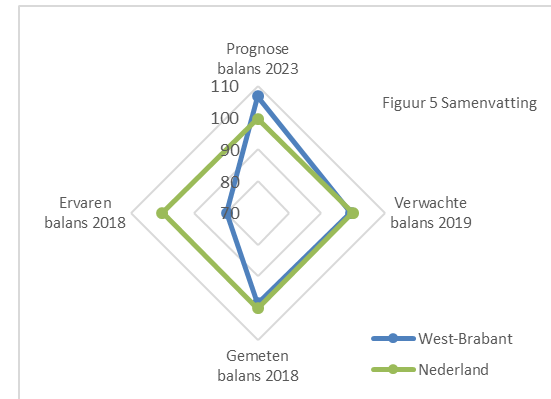 Prognose
balans 2023
110
Figuur 5 Samenvatting
100
90
80
Ervaren
balans 2018
70
Verwachte
balans 2019
West-Brabant
Gemeten
balans 2018
Nederland